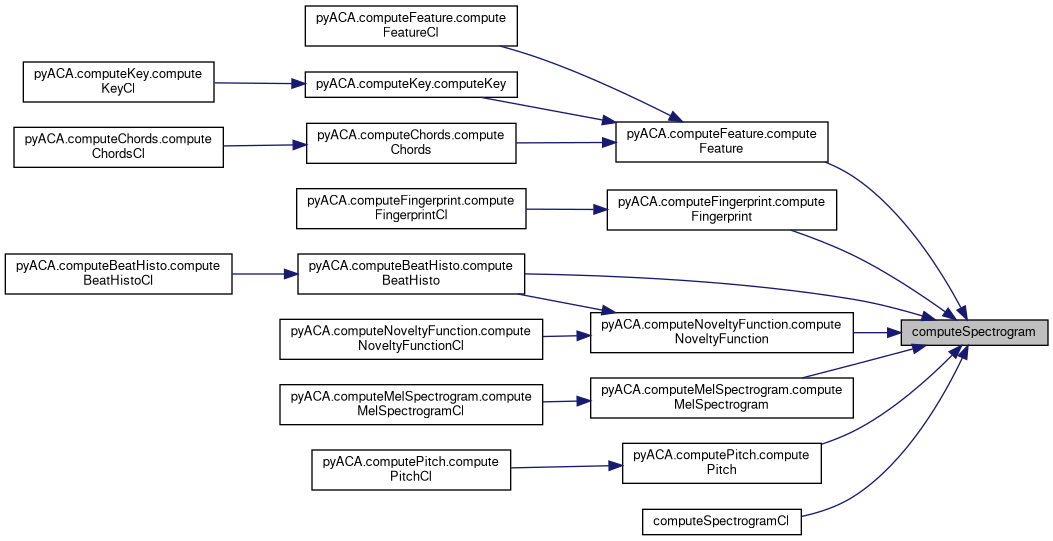 pyACA.computeFeature.compute
FeatureCl
pyACA.computeKey.compute
KeyCl
pyACA.computeKey.computeKey
pyACA.computeChords.compute
ChordsCl
pyACA.computeChords.compute
Chords
pyACA.computeFeature.compute
Feature
pyACA.computeFingerprint.compute
FingerprintCl
pyACA.computeFingerprint.compute
Fingerprint
pyACA.computeBeatHisto.compute
BeatHistoCl
pyACA.computeBeatHisto.compute
BeatHisto
pyACA.computeNoveltyFunction.compute
NoveltyFunctionCl
pyACA.computeNoveltyFunction.compute
NoveltyFunction
computeSpectrogram
pyACA.computeMelSpectrogram.compute
MelSpectrogramCl
pyACA.computeMelSpectrogram.compute
MelSpectrogram
pyACA.computePitch.compute
PitchCl
pyACA.computePitch.compute
Pitch
computeSpectrogramCl